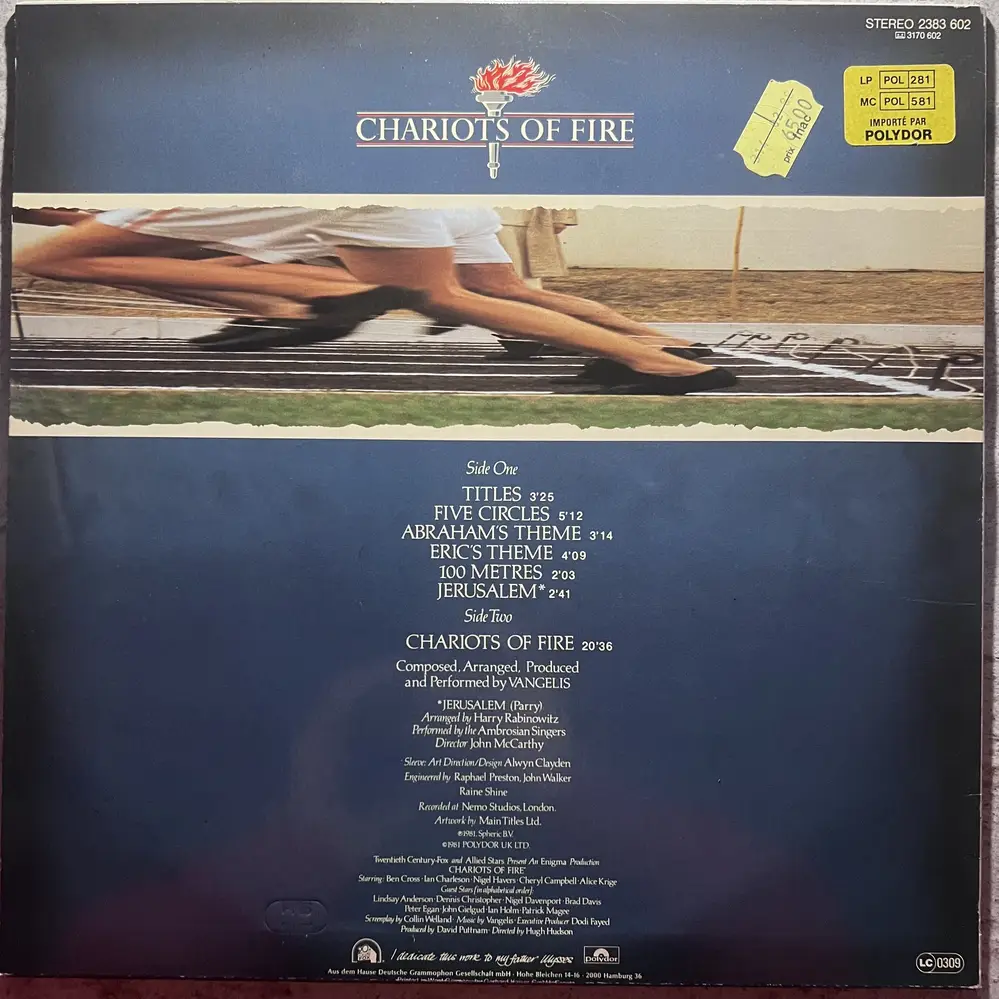 STEREO 2383 602
3170 602
LP POL 281
MC POL 581
IMPORTÉ PAR
POLYDOR
fnac
prix 65,00
CHARIOTS OF FIRE
Side One
TITLES 3'25
FIVE CIRCLES 5'12
ABRAHAM'S THEME 3'14
ERIC'S THEME 4'09
100 METRES 2'03
JERUSALEM* 2'41
Side Two
CHARIOTS OF FIRE 20'36
Composed, Arranged, Produced
and Performed by VANGELIS
*JERUSALEM (Parry)
Arranged by Harry Rabinowitz
Performed by the Ambrosian Singers
Director John McCarthy
Sleeve: Art Direction/Design Alwyn Clayden
Engineered by Raphael Preston, John Walker
Raine Shine
Recorded at Nemo Studios, London.
Artwork by Main Titles Ltd.
℗1981. Spheric B.V.
©1981 POLYDOR UK LTD.
Twentieth Century-Fox and Allied Stars Present An Enigma Production
CHARIOTS OF FIRE"
Starring: Ben Cross · Ian Charleson · Nigel Havers · Cheryl Campbell · Alice Krige
Guest Stars (in alphabetical order):
Lindsay Anderson · Dennis Christopher · Nigel Davenport · Brad Davis
Peter Egan · John Gielgud · Ian Holm · Patrick Magee
Screenplay by Collin Welland · Music by Vangelis · Executive Producer Dodi Fayed
Produced by David Puttnam · Directed by Hugh Hudson
I dedicate this work to my father Ulysses
polydor
LC 0309
Aus dem Hause Deutsche Grammophon Gesellschaft mbH · Hohe Bleichen 14-16 · 2000 Hamburg 36